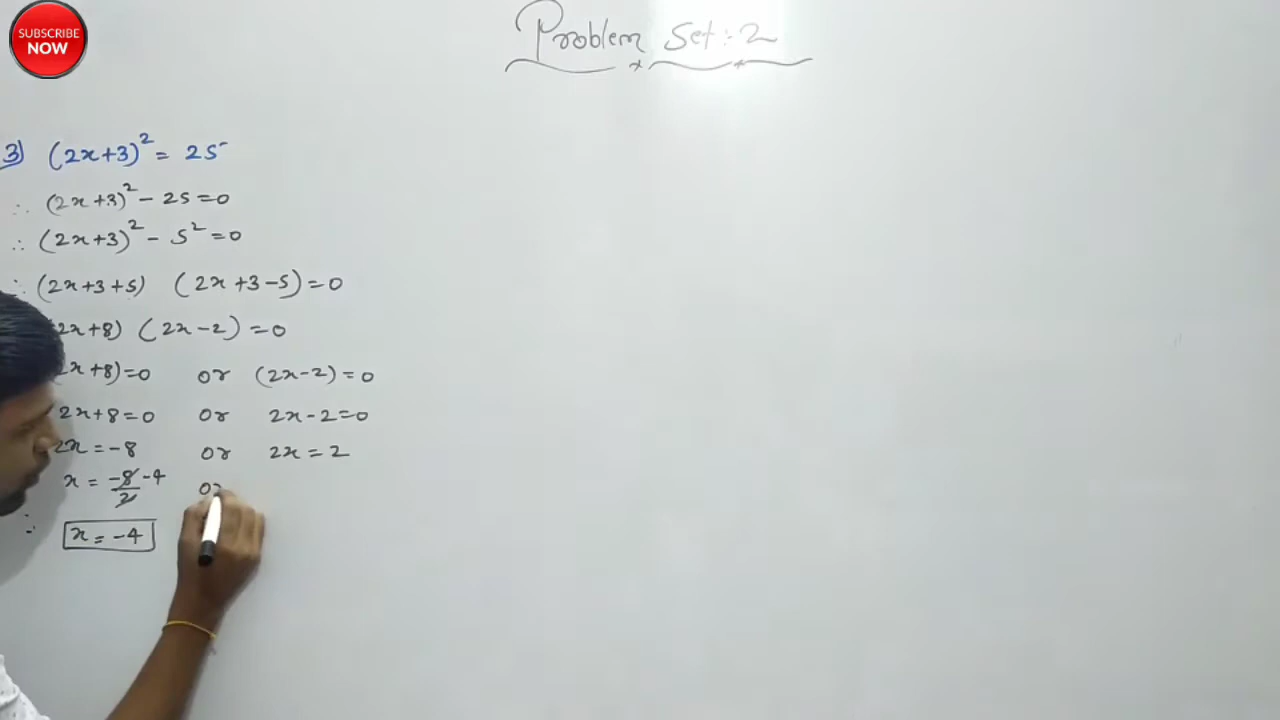 SUBSCRIBE
NOW
Problem Set : 2
3) (2x+3)² = 25
∴ (2x+3)² - 25 = 0
∴ (2x+3)² - 5² = 0
∴ (2x+3+5) (2x+3-5) = 0
2x+8) (2x-2) = 0
x+8) = 0 or (2x-2) = 0
2x+8 = 0 or 2x-2 = 0
2x = -8 or 2x = 2
x = -8/2 -4 or
∴ x = -4